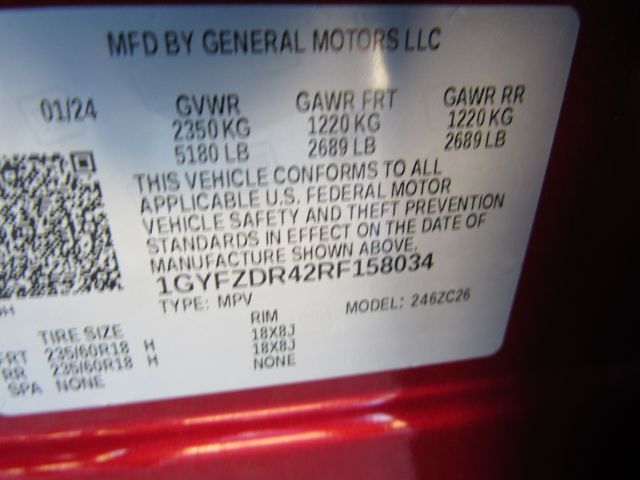 MFD BY GENERAL MOTORS LLC
01/24 GVWR GAWR FRT GAWR RR
2350 KG 1220 KG 1220 KG
5180 LB 2689 LB 2689 LB
THIS VEHICLE CONFORMS TO ALL
APPLICABLE U.S. FEDERAL MOTOR
VEHICLE SAFETY AND THEFT PREVENTION
STANDARDS IN EFFECT ON THE DATE OF
MANUFACTURE SHOWN ABOVE.
1GYFZDR42RF158034
TYPE: MPV MODEL: 246ZC26
TIRE SIZE RIM
FRT 235/60R18 H 18X8J
RR 235/60R18 H 18X8J
SPA NONE NONE